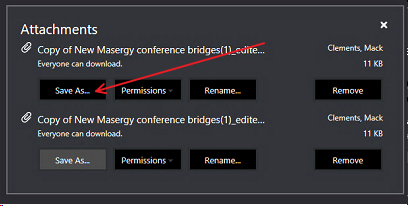 Attachments
Copy of New Masergy conference bridges(1)_edite... Clements, Mack
Everyone can download. 11 KB
Save As... Permissions Rename... Remove
Copy of New Masergy conference bridges(1)_edite... Clements, Mack
Everyone can download. 11 KB
Save As... Permissions Rename... Remove